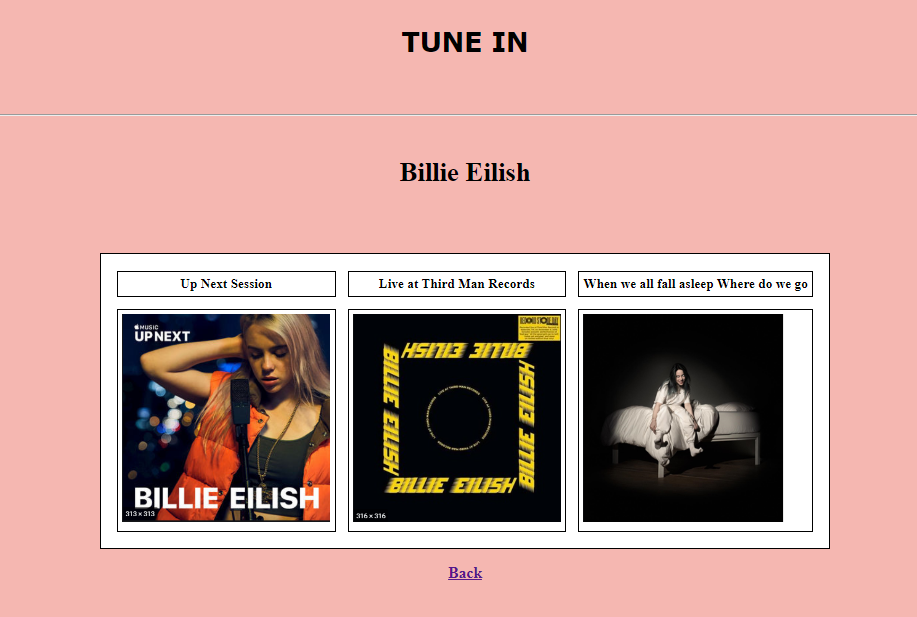 TUNE IN
Billie Eilish
Up Next Session
Live at Third Man Records
When we all fall asleep Where do we go
MUSIC
UP NEXT
BILLIE EILISH
313 × 313
BILLIE EILISH
BILLIE EILISH
BILLIE EILISH
BILLIE EILISH
316 × 316
Back